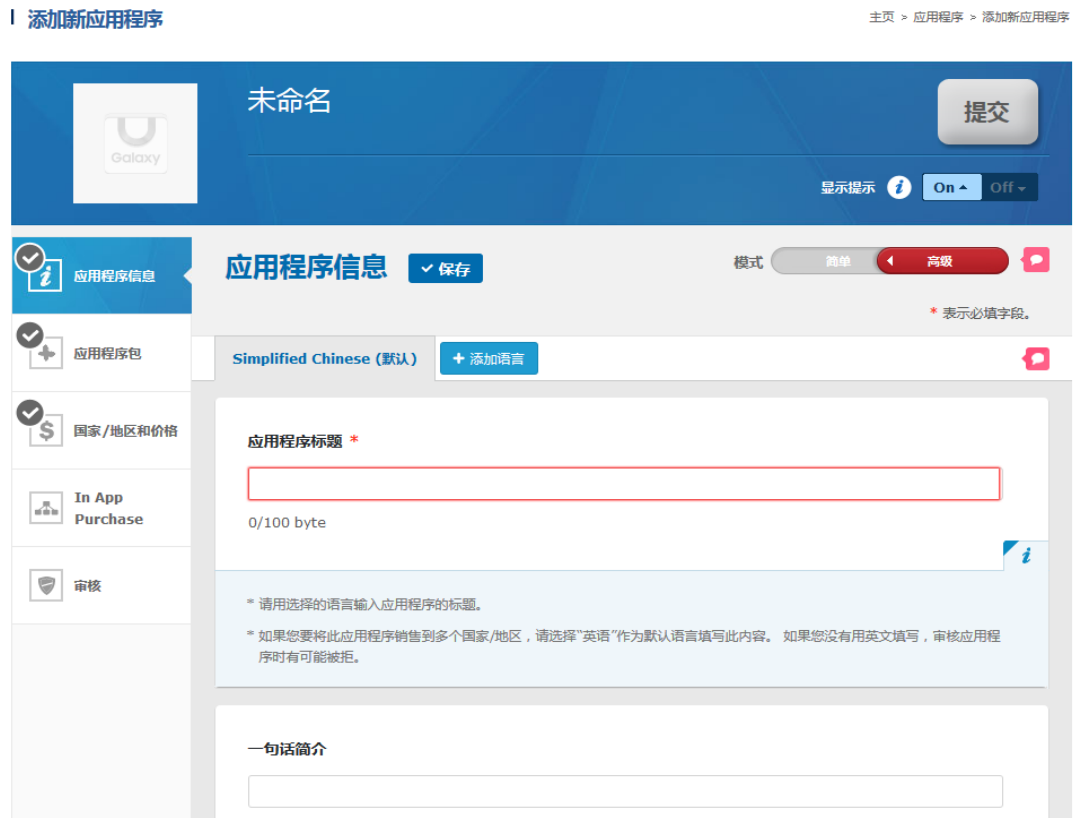 添加新应用程序
主页 > 应用程序 > 添加新应用程序
未命名
提交
Galaxy
显示提示 i On Off
应用程序信息
应用程序信息 保存
模式 简单 高级
* 表示必填字段。
应用程序包
Simplified Chinese (默认) + 添加语言
国家/地区和价格
应用程序标题 *
In App
Purchase
0/100 byte
审核
* 请用选择的语言输入应用程序的标题。
* 如果您要将此应用程序销售到多个国家/地区，请选择"英语"作为默认语言填写此内容。 如果您没有用英文填写，审核应用程
序时有可能被拒。
一句话简介